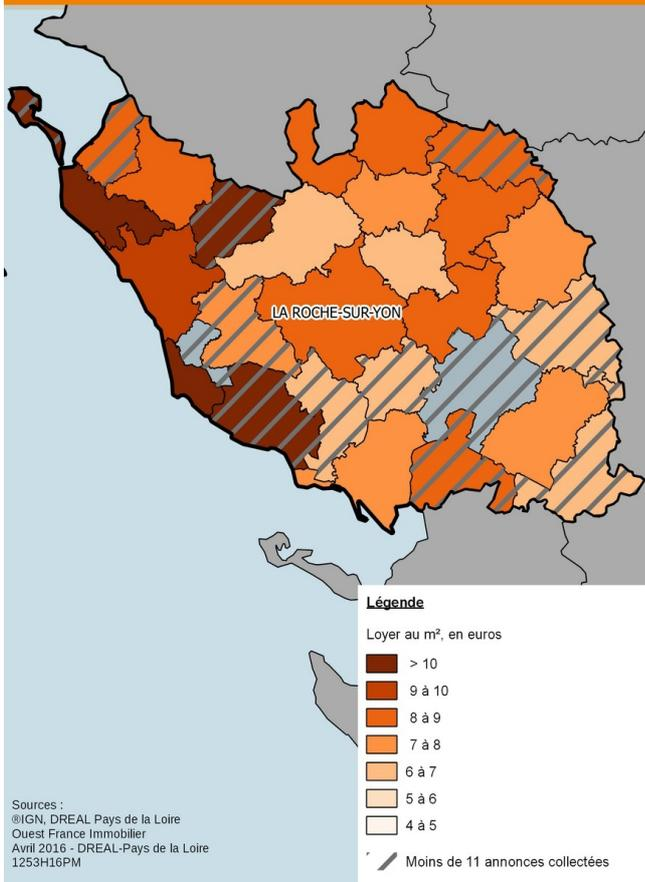 LA ROCHE-SUR-YON
Légende
Loyer au m², en euros
> 10
9 à 10
8 à 9
7 à 8
6 à 7
5 à 6
4 à 5
Moins de 11 annonces collectées
Sources :
®IGN, DREAL Pays de la Loire
Ouest France Immobilier
Avril 2016 - DREAL-Pays de la Loire
1253H16PM